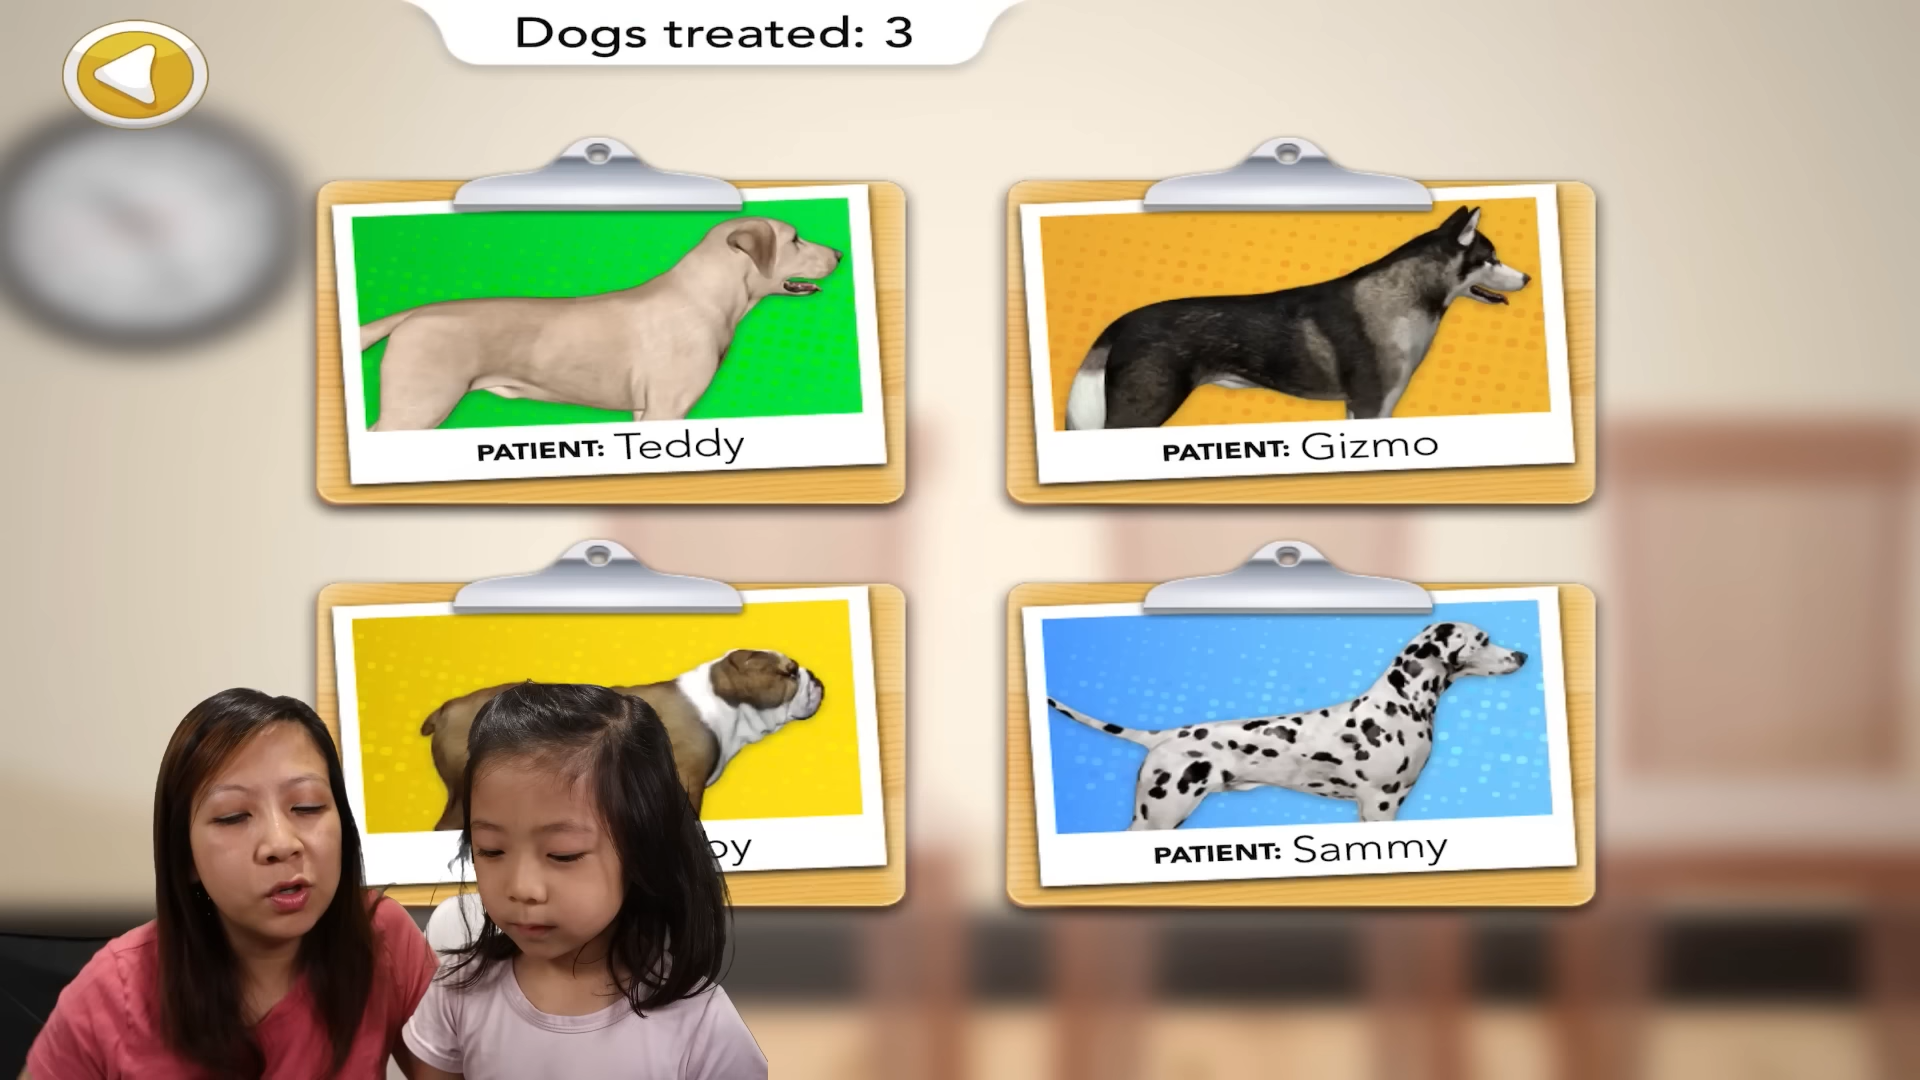 Dogs treated: 3
PATIENT: Teddy
PATIENT: Gizmo
PATIENT: Sammy